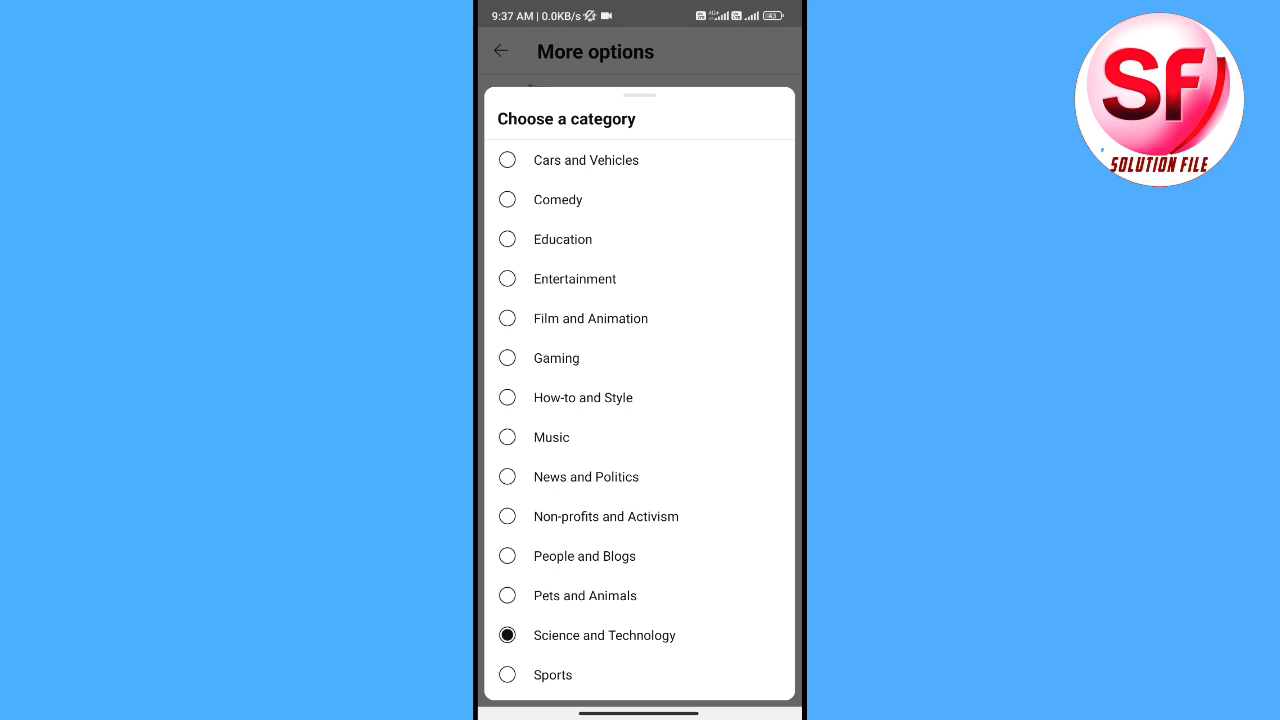 9:37 AM | 0.0KB/s
4G+
43
More options
Choose a category
Cars and Vehicles
Comedy
Education
Entertainment
Film and Animation
Gaming
How-to and Style
Music
News and Politics
Non-profits and Activism
People and Blogs
Pets and Animals
Science and Technology
Sports
SF
SOLUTION FILE